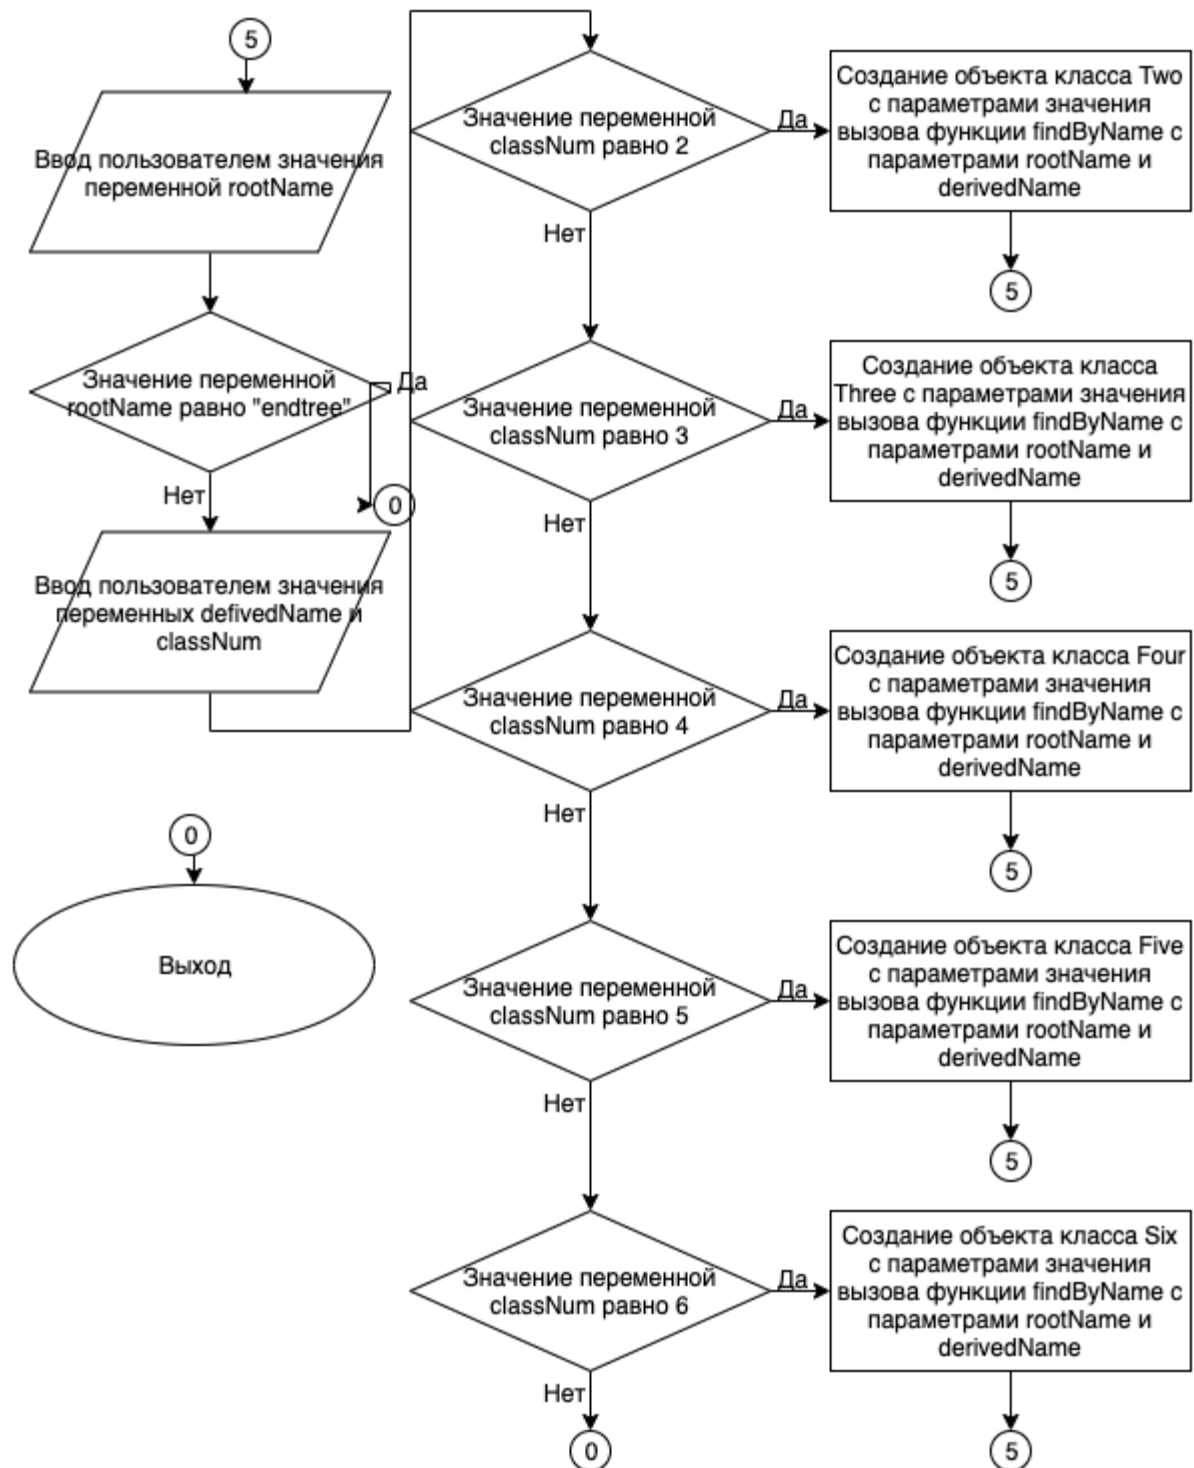 5
Ввод пользователем значения
переменной rootName
Значение переменной
rootName равно "endtree"
Да
0
Нет
Ввод пользователем значения
переменных defivedName и
classNum
0
Выход
Значение переменной
classNum равно 2
Да
Нет
Создание объекта класса Two
с параметрами значения
вызова функции findByName с
параметрами rootName и
derivedName
5
Значение переменной
classNum равно 3
Да
Нет
Создание объекта класса
Three с параметрами значения
вызова функции findByName с
параметрами rootName и
derivedName
5
Значение переменной
classNum равно 4
Да
Нет
Создание объекта класса Four
с параметрами значения
вызова функции findByName с
параметрами rootName и
derivedName
5
Значение переменной
classNum равно 5
Да
Нет
Создание объекта класса Five
с параметрами значения
вызова функции findByName с
параметрами rootName и
derivedName
5
Значение переменной
classNum равно 6
Да
Нет
0
Создание объекта класса Six
с параметрами значения
вызова функции findByName с
параметрами rootName и
derivedName
5